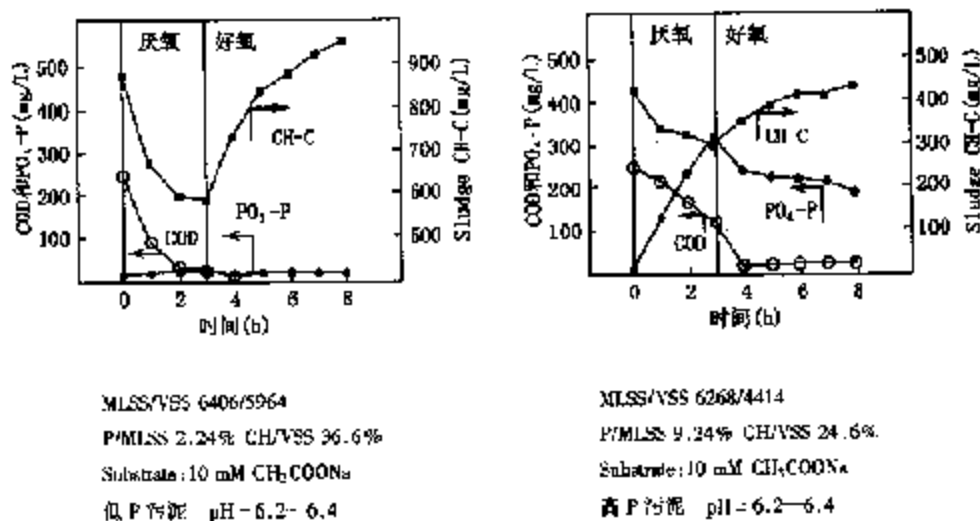 厌氧 好氧
500
400
300
200
100
COD和PO₄-P(mg/L)
900
800
700
600
500
Sludge CH-C(mg/L)
CH-C
COD
0 2 4 6 8
时间(h)
MLSS/VSS 6406/5964
P/MLSS 2.24% CH/VSS 36.6%
Substrate:10 mM CH₃COONa
低P污泥 pH=6.2-6.4
厌氧 好氧
500
400
300
200
100
0
COD和PO₄-P(mg/L)
500
400
300
200
100
Sludge CH-C(mg/L)
CH-C
PO₄-P
COD
0 2 4 6 8
时间(h)
MLSS/VSS 6268/4414
P/MLSS 9.24% CH/VSS 24.6%
Substrate:10 mM CH₃COONa
高P污泥 pH=6.2—6.4